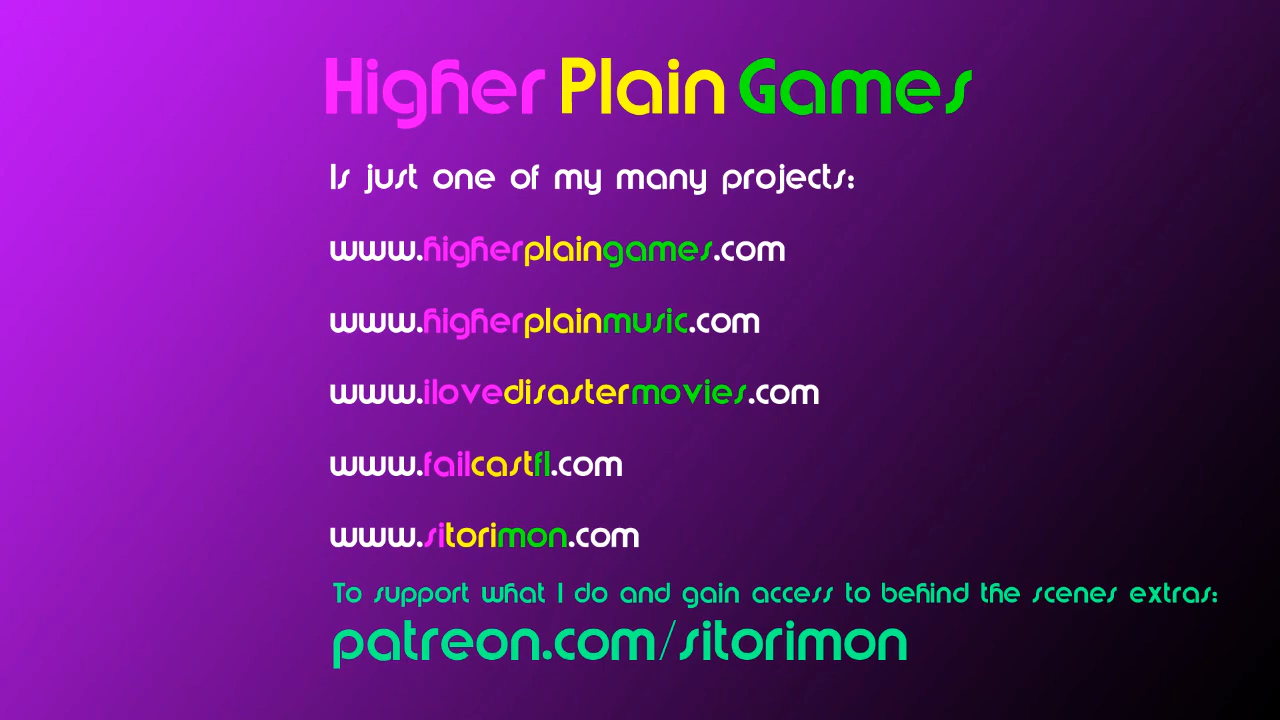 Higher Plain Games
Is just one of my many projects:
www.higherplaingames.com
www.higherplainmusic.com
www.ilovedisastermovies.com
www.failcastfl.com
www.sitorimon.com
To support what I do and gain access to behind the scenes extras:
patreon.com/sitorimon